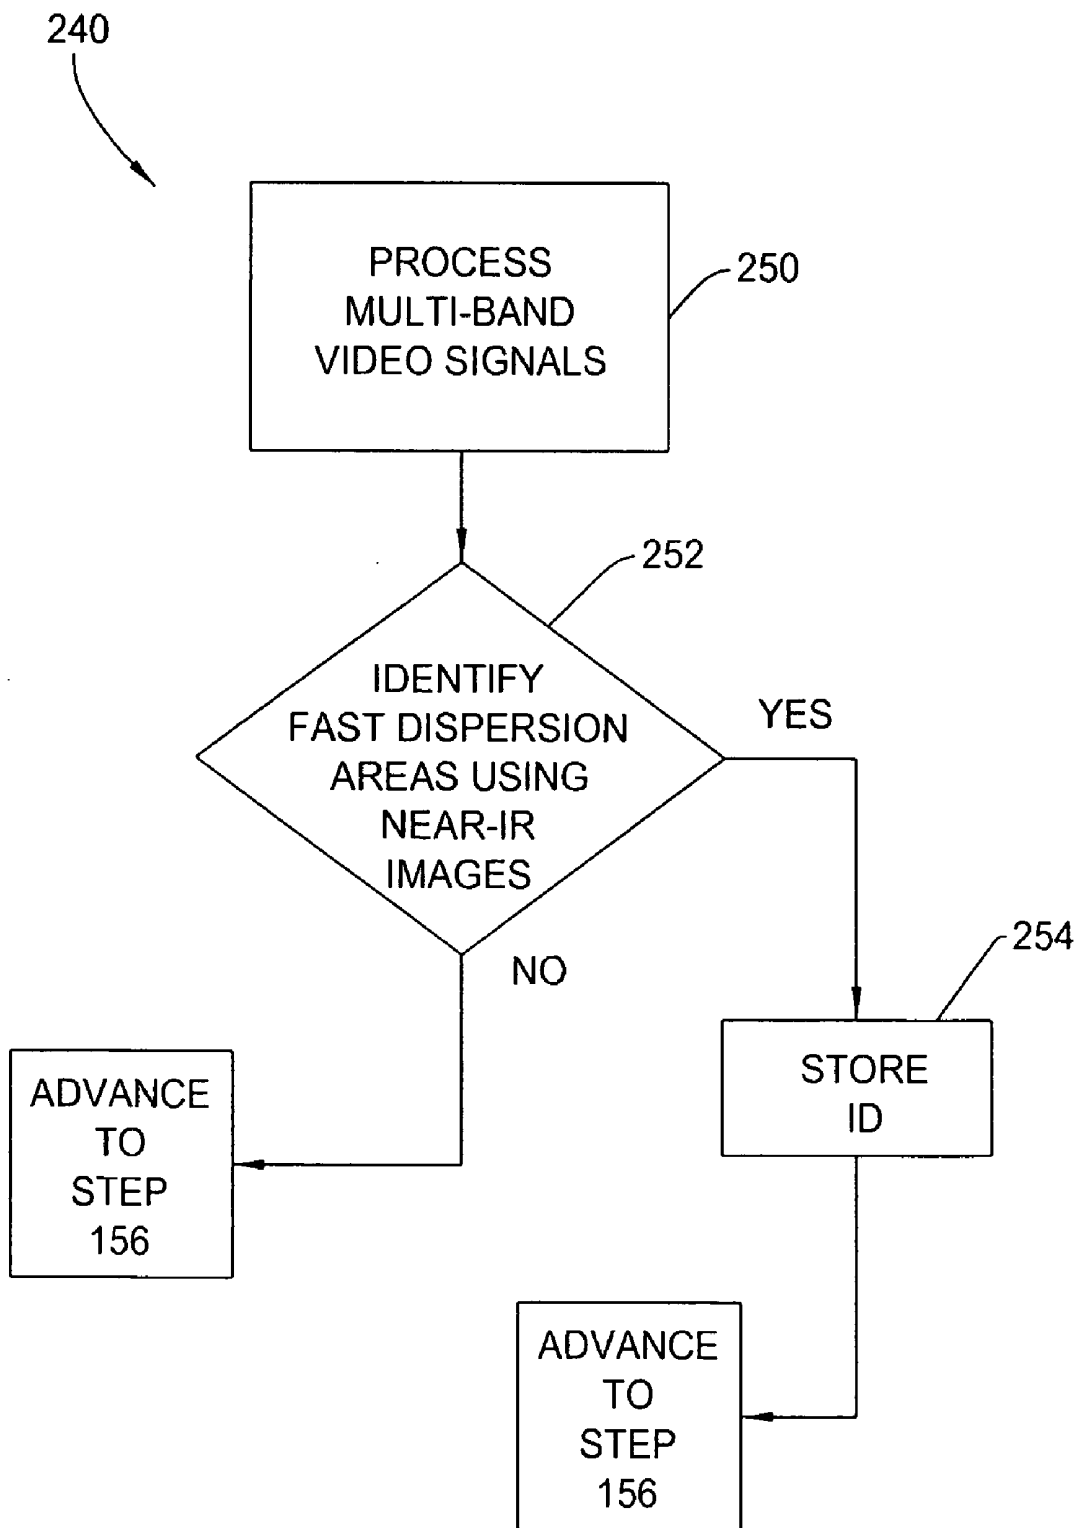 240
PROCESS
MULTI-BAND
VIDEO SIGNALS
250
252
IDENTIFY
FAST DISPERSION
AREAS USING
NEAR-IR
IMAGES
YES
NO
254
STORE
ID
ADVANCE
TO
STEP
156
ADVANCE
TO
STEP
156